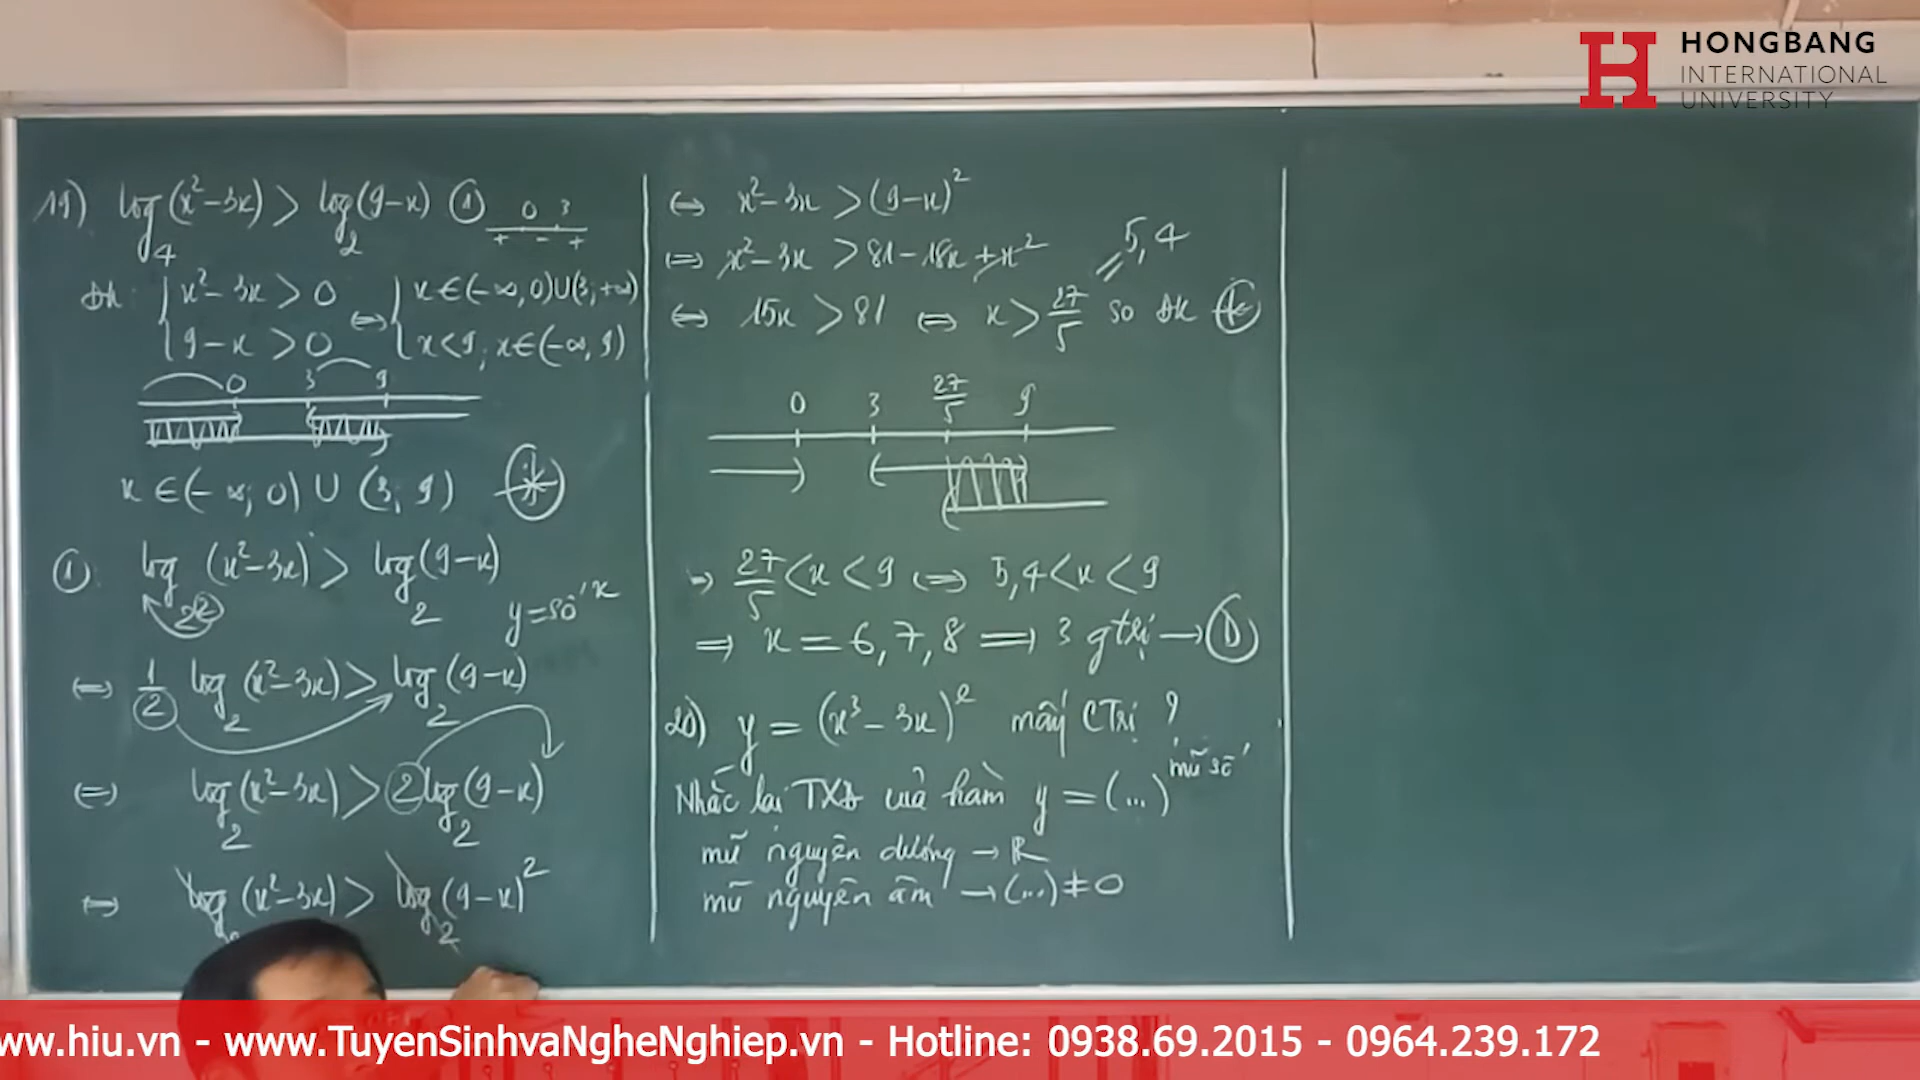 HONGBANG
INTERNATIONAL
UNIVERSITY
19) log₄(x²-3x) > log₂(9-x) ①
0 3
+ - +
Đk: { x²-3x > 0 ⇔ { x∈(-∞,0)∪(3;+∞)
{ 9-x > 0 { x<9; x∈(-∞,9)
0 3 9
x ∈(-∞; 0) ∪ (3; 9) (*)
①. log₂² (x²-3x) > log₂(9-x)
y = số x
⇔ 1/2 log₂(x²-3x) > log₂(9-x)
⇔ log₂(x²-3x) > 2log₂(9-x)
⇔ log₂(x²-3x) > log₂(9-x)²
⇔ x²-3x > (9-x)²
⇔ x²-3x > 81-18x+x²
5,4
⇔ 15x > 81 ⇔ x > 27/5 so đk (*)
0 3 27/5 9
→ 27/5 < x < 9 ⇔ 5,4 < x < 9
⇒ x = 6, 7, 8 ⇒ 3 gtrị → Ⓓ
20) y = (x³-3x)^e mấy CTrị ?
Nhắc lại TXĐ của hàm y = (...)^mũ số
mũ nguyên dương → R
mũ nguyên âm → (...) ≠ 0
ww.hiu.vn - www.TuyenSinhvaNgheNghiep.vn - Hotline: 0938.69.2015 - 0964.239.172